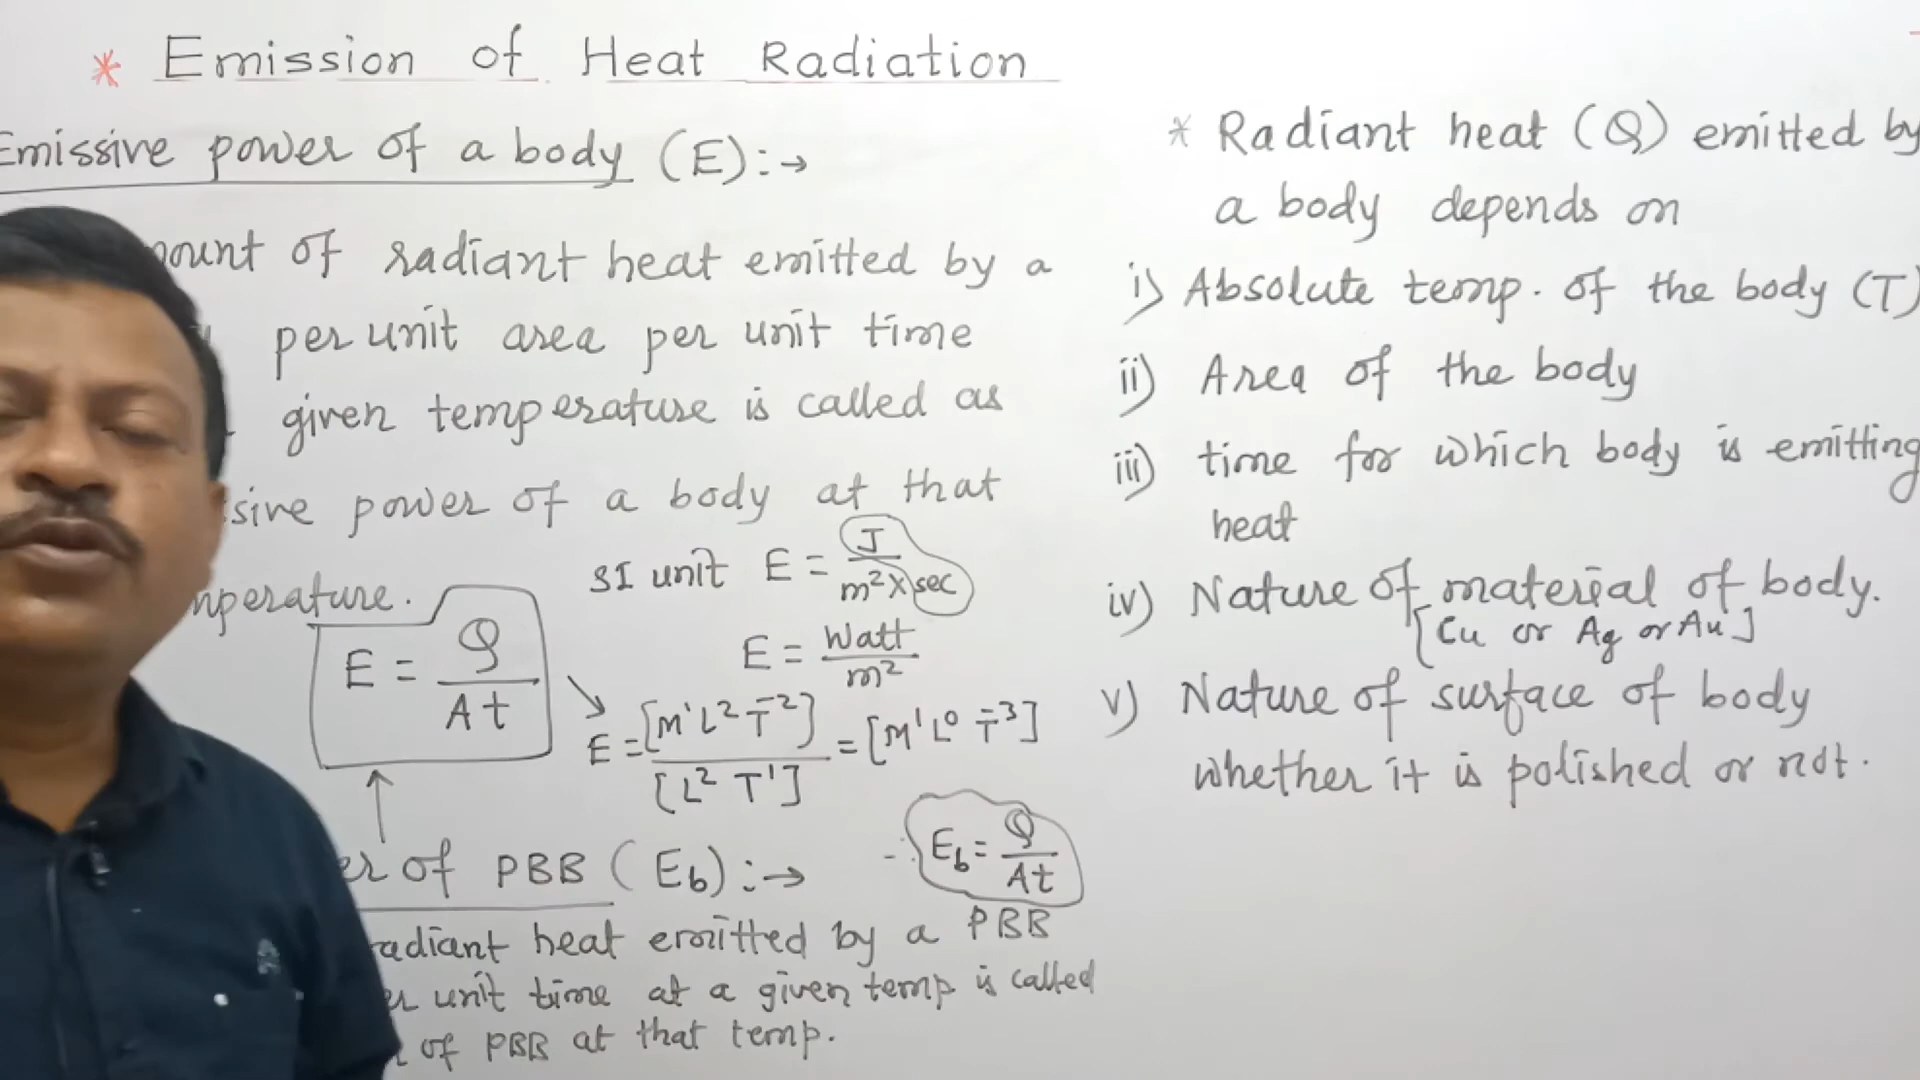 * Emission of Heat Radiation
Emissive power of a body (E):→
ount of radiant heat emitted by a
per unit area per unit time
given temperature is called as
sive power of a body at that
mperature.
SI unit E = J / m² x sec
E = Watt / m²
E = Q / At
E = [M¹L²T⁻²] / [L² T¹] = [M¹L⁰T⁻³]
er of PBB (Eb):→
Eb = Q / At
radiant heat emitted by a PBB
er unit time at a given temp is called
of PBB at that temp.
* Radiant heat (Q) emitted by
a body depends on
i) Absolute temp. of the body (T)
ii) Area of the body
iii) time for which body is emitting
heat
iv) Nature of material of body.
[Cu or Ag or Au]
v) Nature of surface of body
whether it is polished or not.